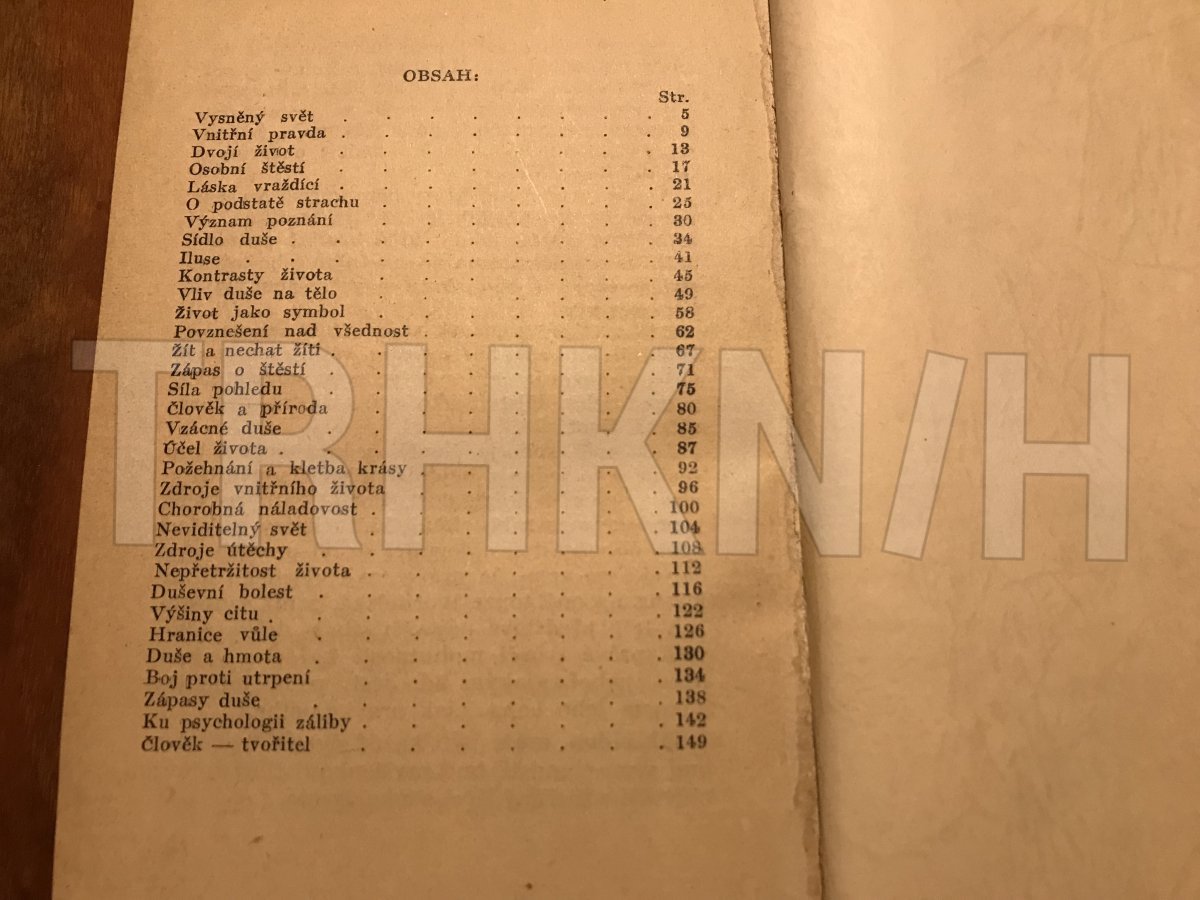 OBSAH:
Str.
Vysněný svět . . . . . . . 5
Vnitřní pravda . . . . . . . 9
Dvojí život . . . . . . . 13
Osobní štěstí . . . . . . . 17
Láska vraždící . . . . . . . 21
O podstatě strachu . . . . . . . 25
Význam poznání . . . . . . . 30
Sídlo duše . . . . . . . . . 34
Iluse . . . . . . . . . . 41
Kontrasty života . . . . . . . 45
Vliv duše na tělo . . . . . . . 49
Život jako symbol . . . . . . . 58
Povznešení nad všednost . . . . . . 62
Žít a nechat žíti . . . . . . . . 67
Zápas o štěstí . . . . . . . . 71
Síla pohledu . . . . . . . . 75
Člověk a příroda . . . . . . . 80
Vzácné duše . . . . . . . . 85
Účel života . . . . . . . . . 87
Požehnání a kletba krásy . . . . . . 92
Zdroje vnitřního života . . . . . . 96
Chorobná náladovost . . . . . . . 100
Neviditelný svět . . . . . . . 104
Zdroje útěchy . . . . . . . . 108
Nepřetržitost života . . . . . . . 112
Duševní bolest . . . . . . . . 116
Výšiny citu . . . . . . . . . 122
Hranice vůle . . . . . . . . 126
Duše a hmota . . . . . . . . 130
Boj proti utrpení . . . . . . . 134
Zápasy duše . . . . . . . . 138
Ku psychologii záliby . . . . . . . 142
Člověk — tvořitel . . . . . . . 149
TRHKN/H